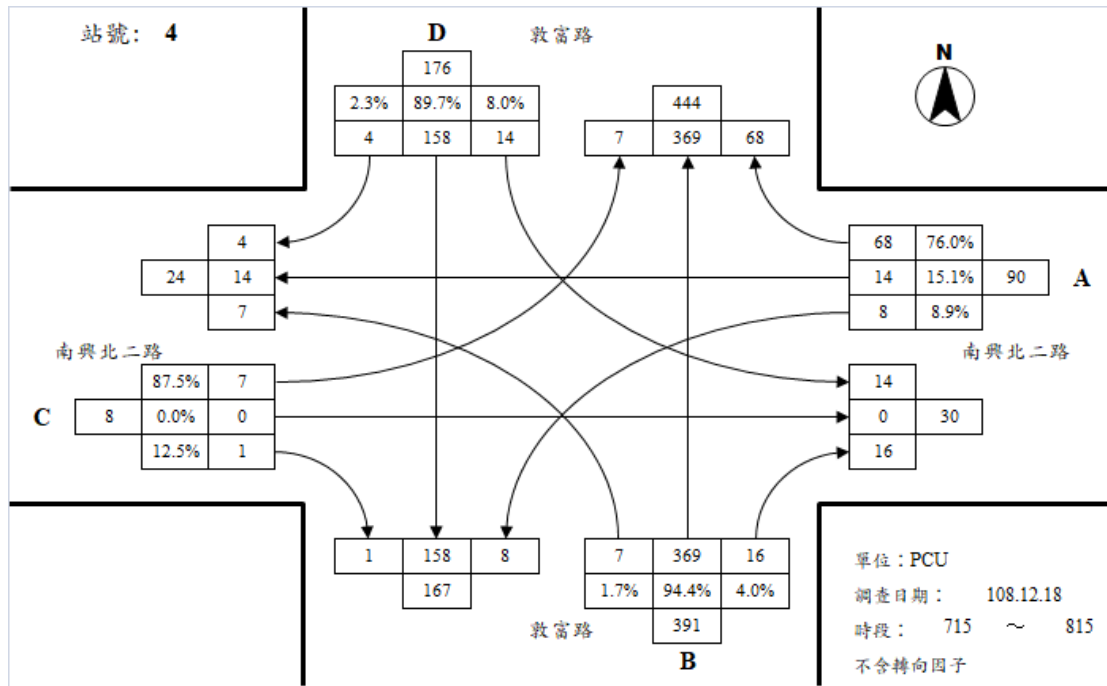 站號： 4
D
敦富路
N
176
2.3% 89.7% 8.0%
4 158 14
444
7 369 68
4
24 14
7
68 76.0%
14 15.1% 90
8 8.9%
A
南興北二路
南興北二路
87.5% 7
C 8 0.0% 0
12.5% 1
14
0 30
16
1 158 8
167
7 369 16
1.7% 94.4% 4.0%
391
敦富路
B
單位：PCU
調查日期： 108.12.18
時段： 715 ～ 815
不含轉向因子